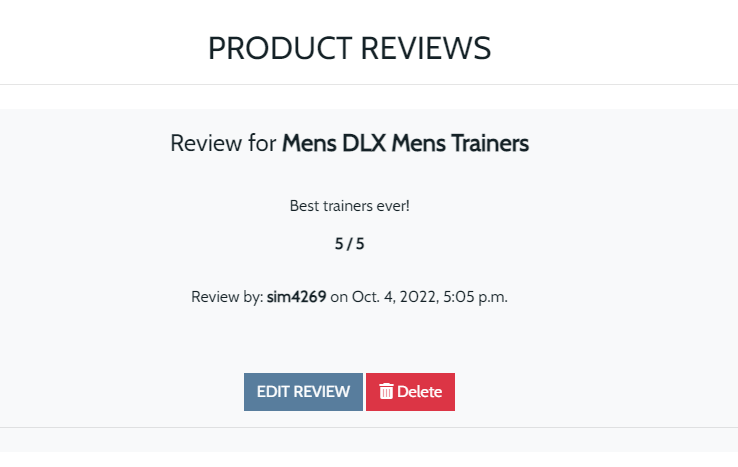 PRODUCT REVIEWS
Review for Mens DLX Mens Trainers
Best trainers ever!
5 / 5
Review by: sim4269 on Oct. 4, 2022, 5:05 p.m.
EDIT REVIEW Delete